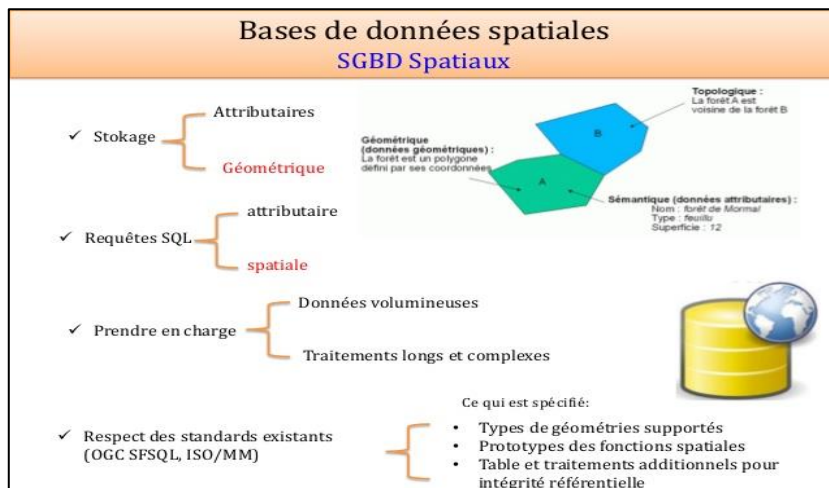 Bases de données spatiales
SGBD Spatiaux
✓ Stokage
Attributaires
Géométrique
Topologique :
La forêt A est
voisine de la forêt B
Géométrique
(données géométriques) :
La forêt est un polygone
défini par ses coordonnées
B
A
Sémantique (données attributaires) :
Nom : forêt de Mormal
Type : feuillu
Superficie : 12
✓ Requêtes SQL
attributaire
spatiale
✓ Prendre en charge
Données volumineuses
Traitements longs et complexes
✓ Respect des standards existants
(OGC SFSQL, ISO/MM)
Ce qui est spécifié:
• Types de géométries supportés
• Prototypes des fonctions spatiales
• Table et traitements additionnels pour
intégrité référentielle